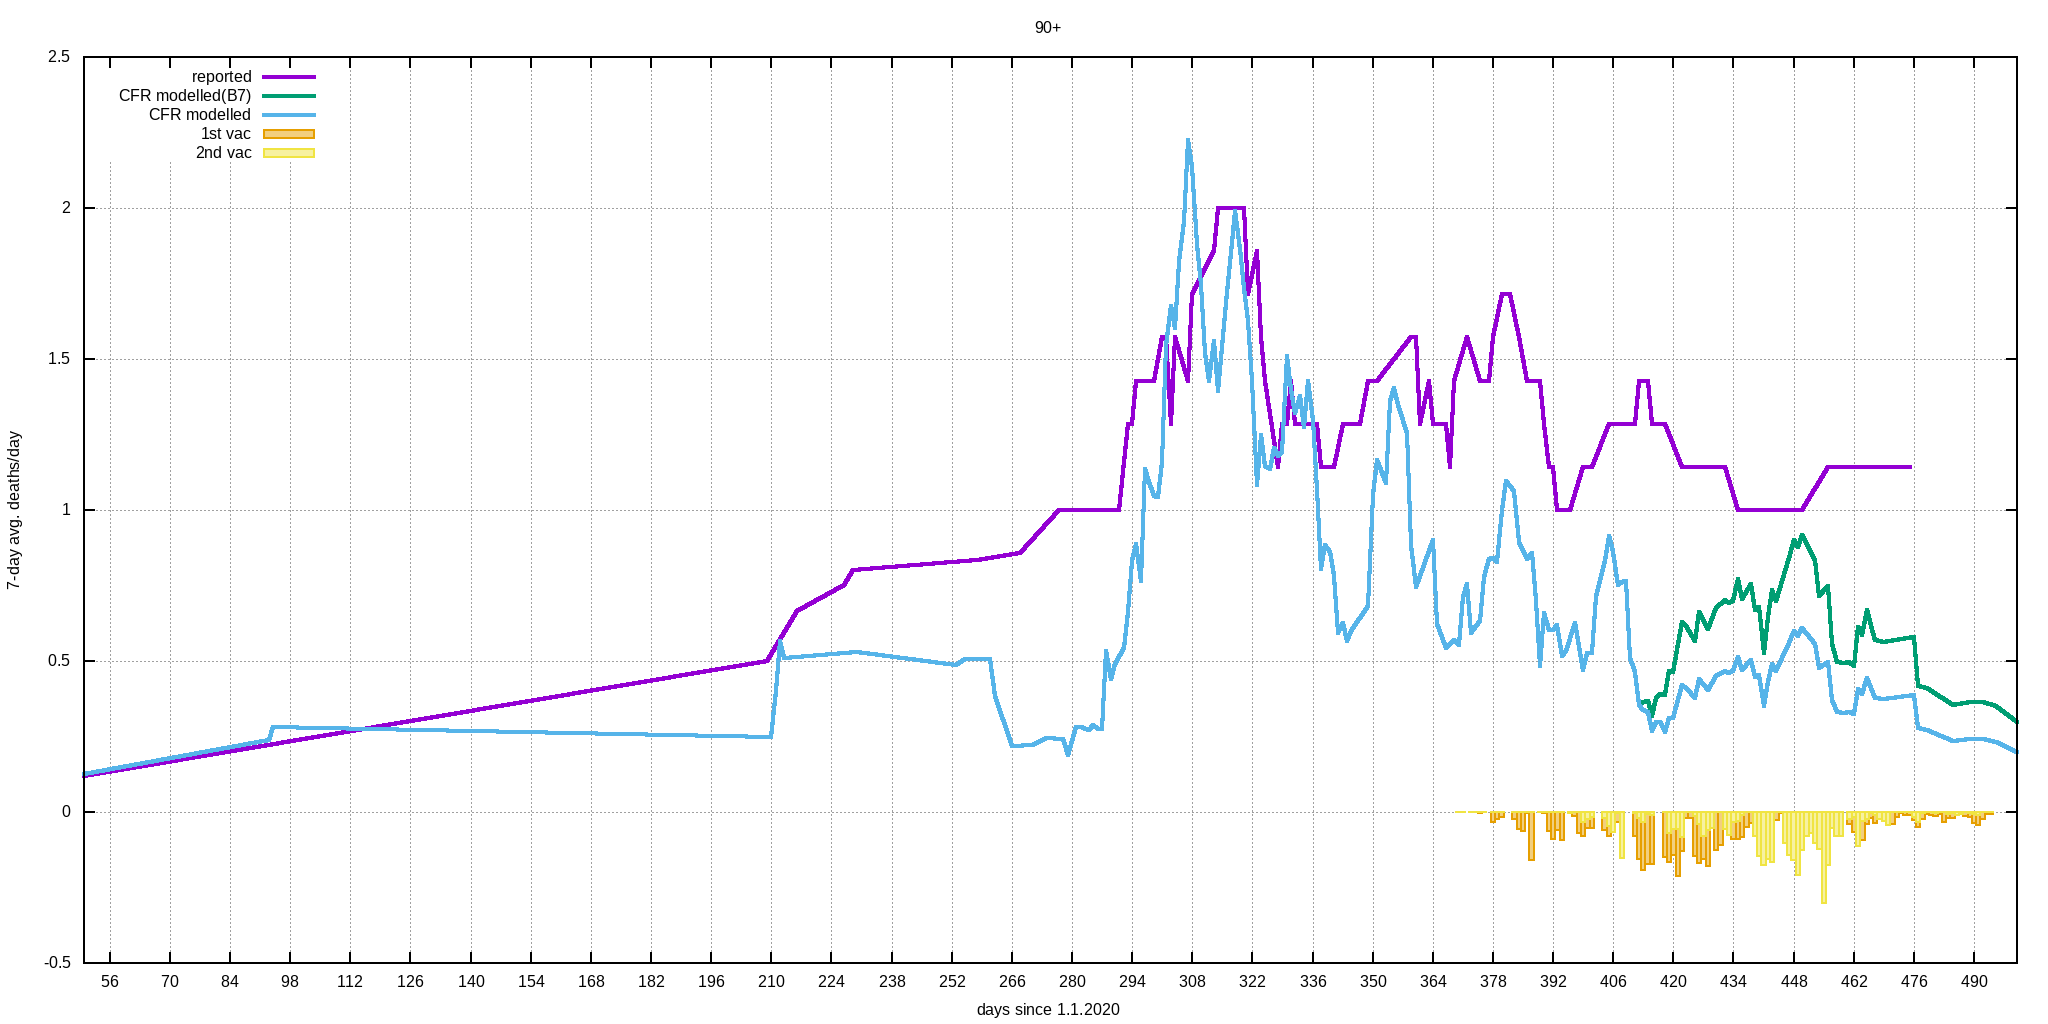 90+
2.5
2
1.5
1
0.5
0
-0.5
7-day avg. deaths/day
reported
CFR modelled(B7)
CFR modelled
1st vac
2nd vac
56 70 84 98 112 126 140 154 168 182 196 210 224 238 252 266 280 294 308 322 336 350 364 378 392 406 420 434 448 462 476 490
days since 1.1.2020